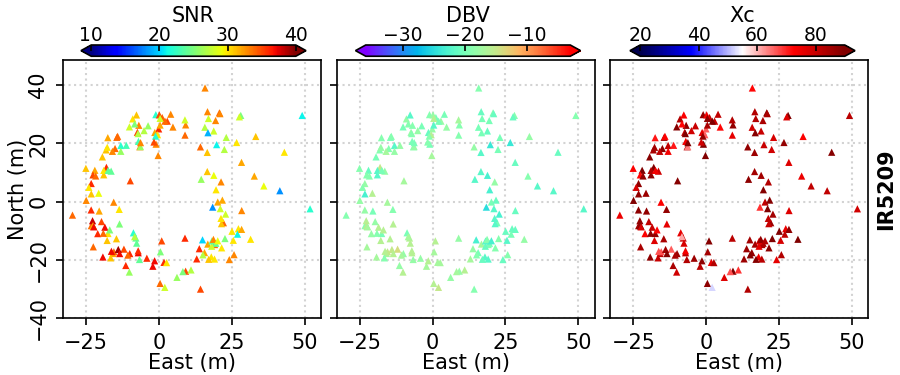 SNR DBV Xc
10 20 30 40 −30 −20 −10 20 40 60 80
40
20
0
−20
−40
North (m)
IR5209
−25 0 25 50 −25 0 25 50 −25 0 25 50
East (m) East (m) East (m)